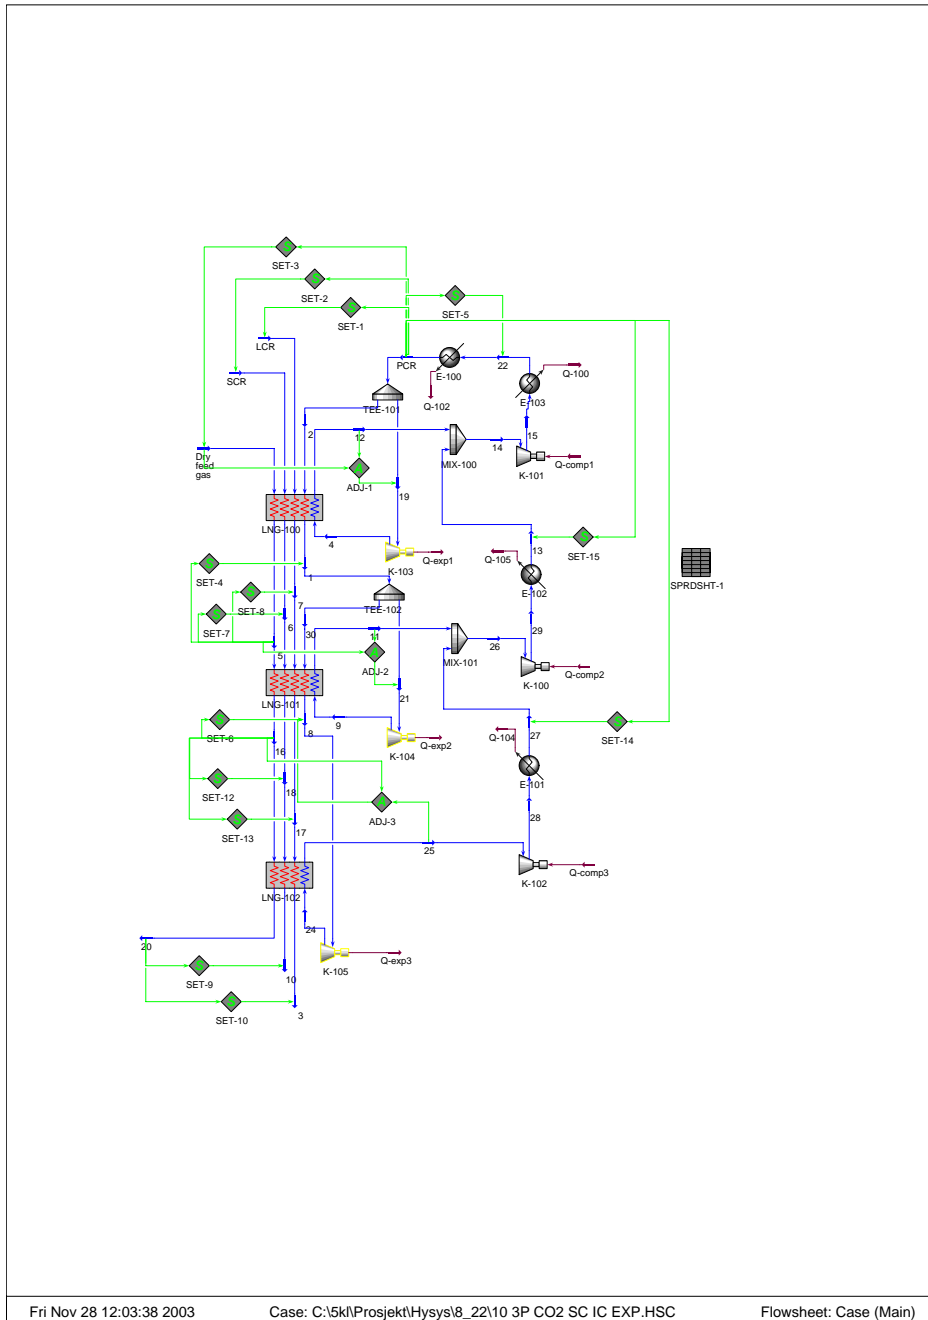 SET-3
SET-2
SET-5
SET-1
LCR
PCR
E-100
22
Q-100
SCR
E-103
Q-102
TEE-101
2
12
15
14
MIX-100
Dry
feed
gas
K-101
Q-comp1
ADJ-1
19
LNG-100
4
13
SET-15
K-103
Q-exp1
Q-105
SET-4
1
E-102
SPRDSHT-1
TEE-102
SET-8
7
SET-7
6
30
11
29
5
26
MIX-101
ADJ-2
K-100
Q-comp2
LNG-101
21
9
SET-6
8
27
SET-14
16
K-104
Q-exp2
Q-104
E-101
SET-12
18
ADJ-3
28
SET-13
17
25
K-102
Q-comp3
LNG-102
24
20
K-105
Q-exp3
SET-9
10
SET-10
3
Fri Nov 28 12:03:38 2003
Case: C:\5kl\Prosjekt\Hysys\8_22\10 3P CO2 SC IC EXP.HSC
Flowsheet: Case (Main)